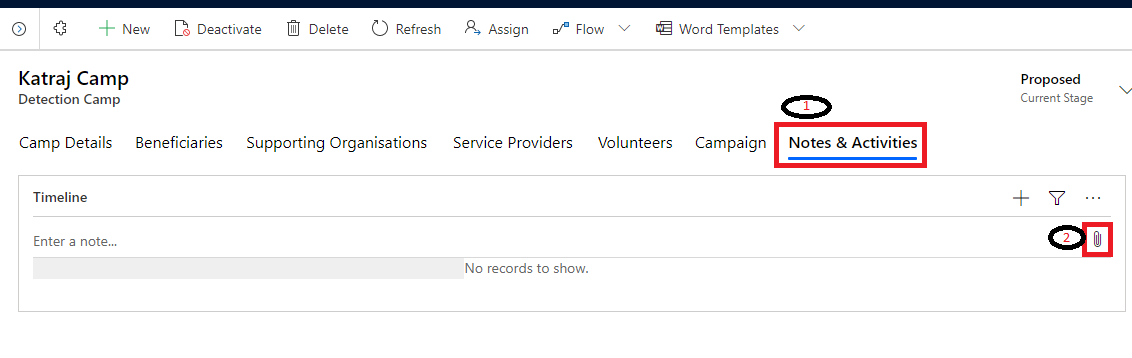 New Deactivate Delete Refresh Assign Flow Word Templates
Katraj Camp
Detection Camp
Proposed
Current Stage
1
Camp Details Beneficiaries Supporting Organisations Service Providers Volunteers Campaign Notes & Activities
Timeline
Enter a note...
2
No records to show.